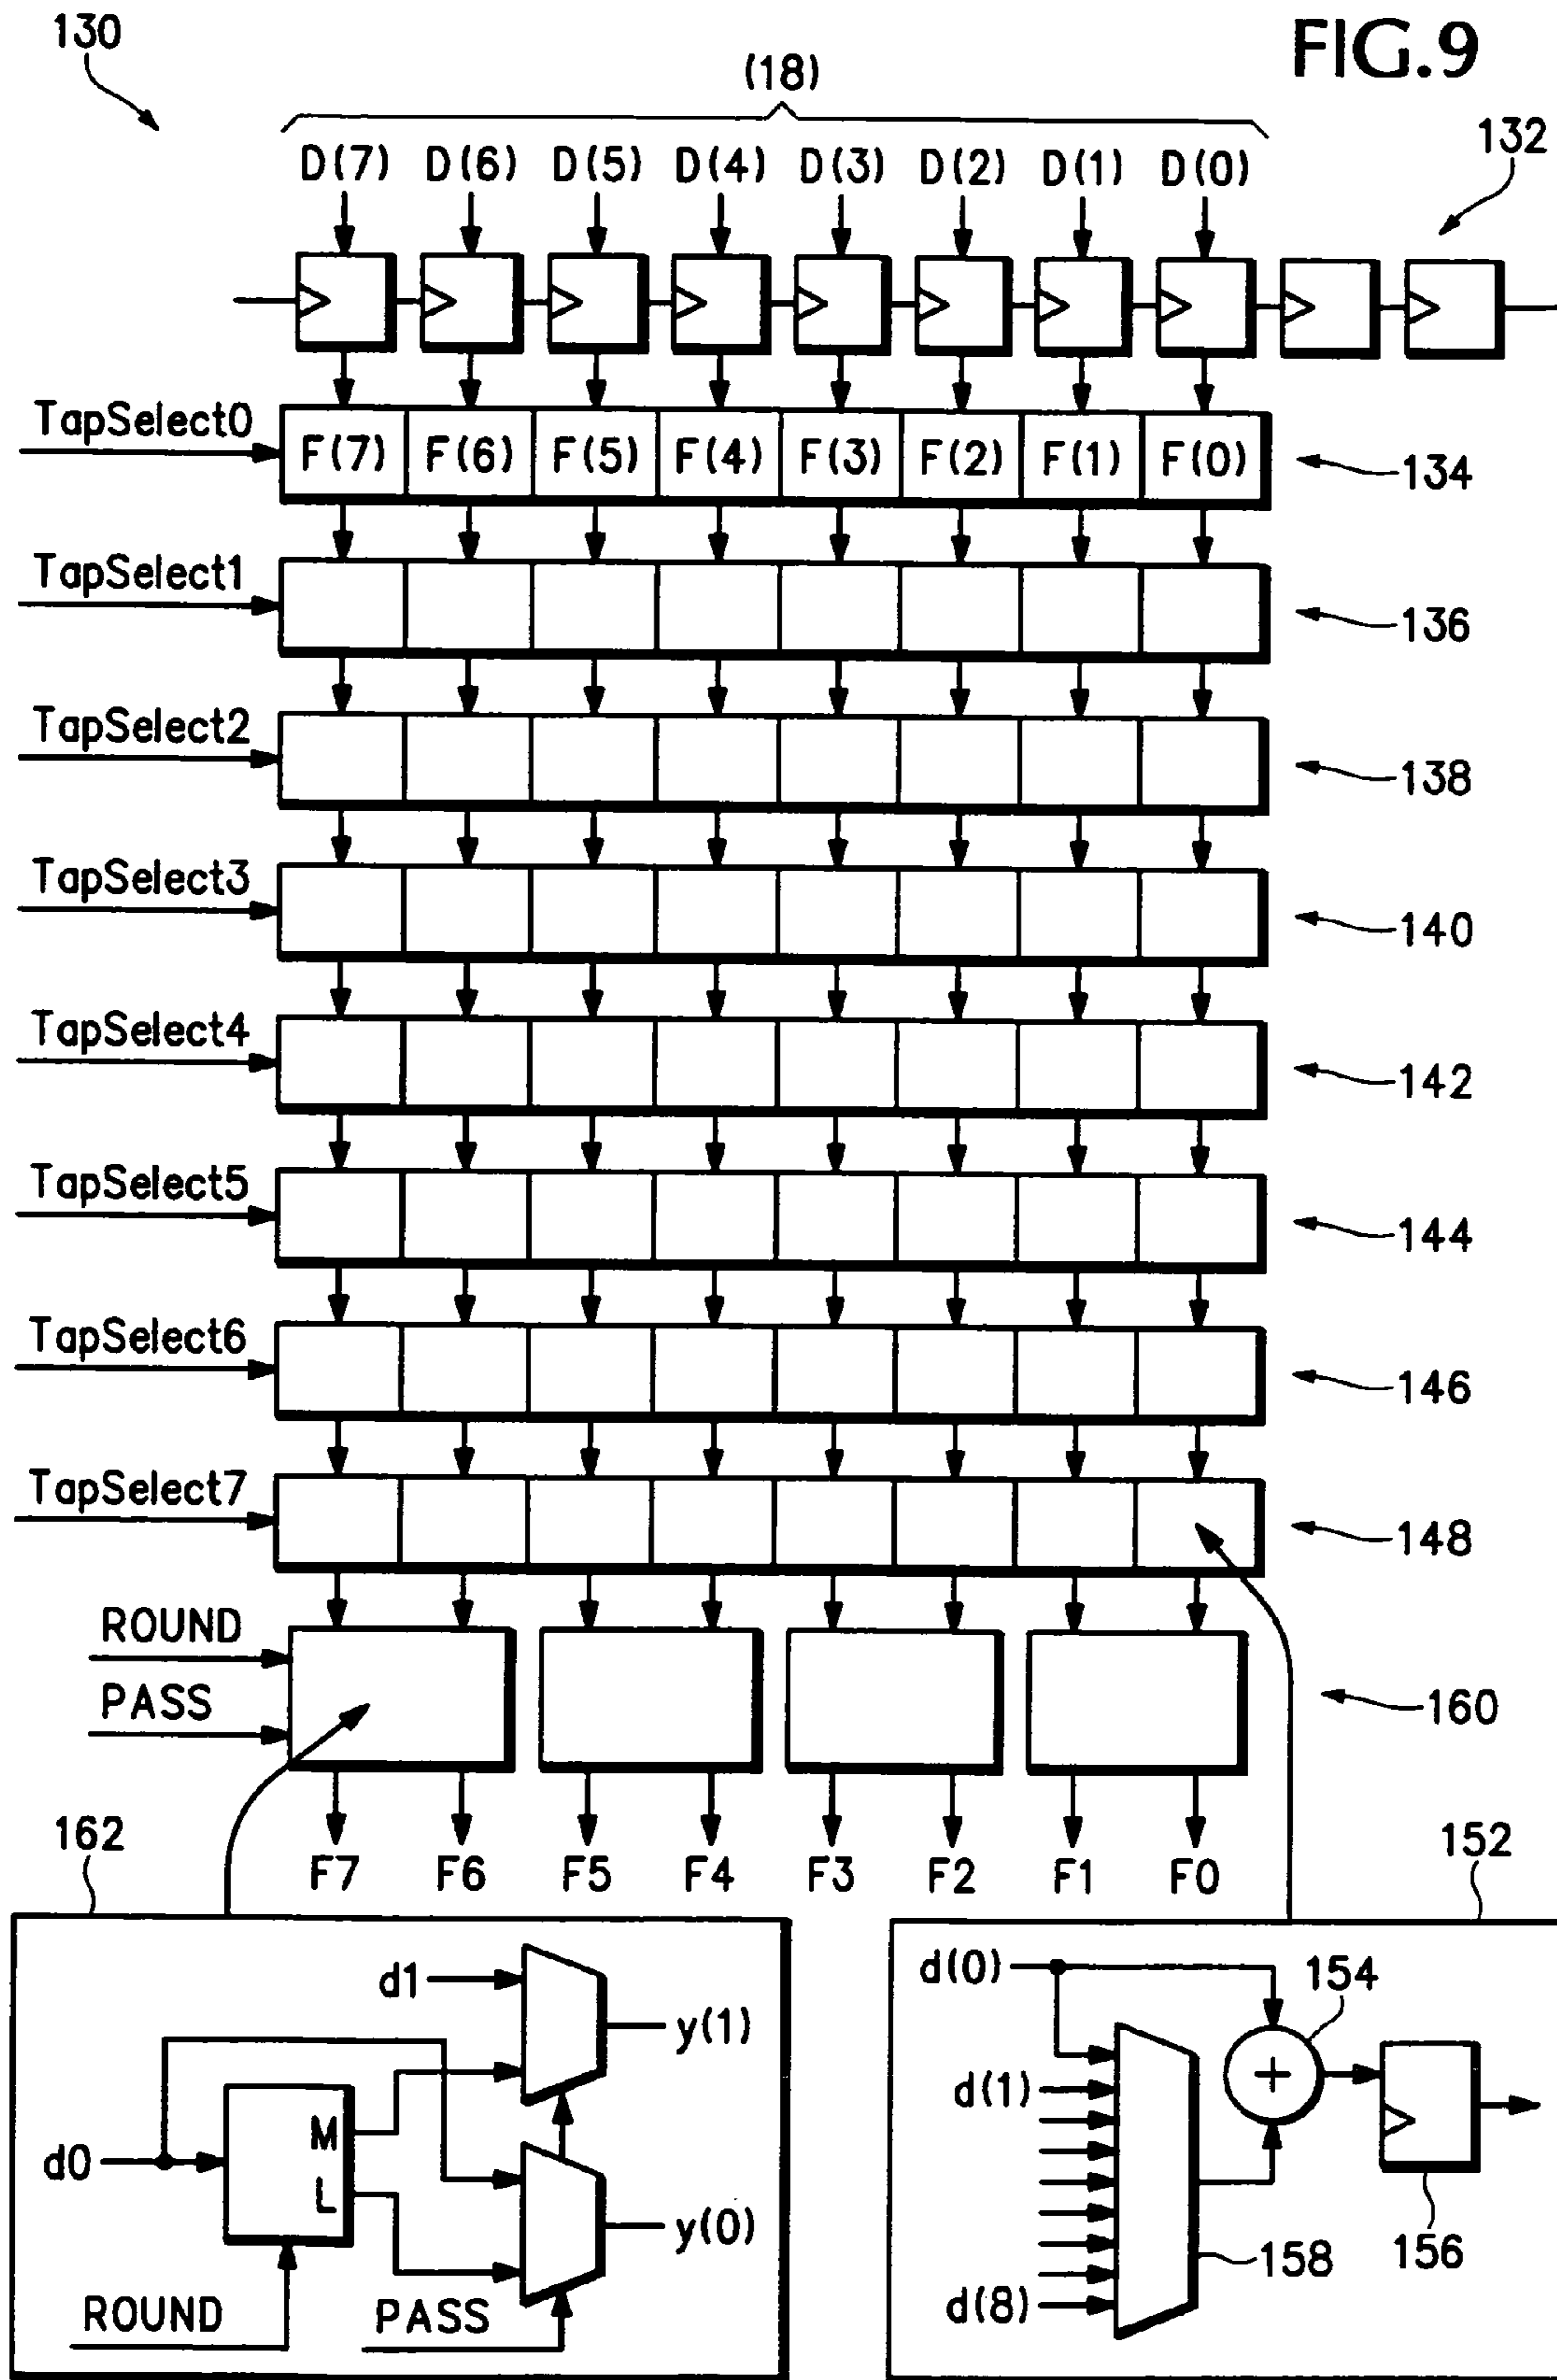 130
FIG.9
(18)
132
D(7) D(6) D(5) D(4) D(3) D(2) D(1) D(0)
TapSelect0
F(7) F(6) F(5) F(4) F(3) F(2) F(1) F(0)
134
TapSelect1
136
TapSelect2
138
TapSelect3
140
TapSelect4
142
TapSelect5
144
TapSelect6
146
TapSelect7
148
ROUND
PASS
160
F7 F6 F5 F4 F3 F2 F1 F0
162
d1
y(1)
M
d0
L
y(0)
ROUND
PASS
152
d(0)
154
+
d(1)
158
156
d(8)